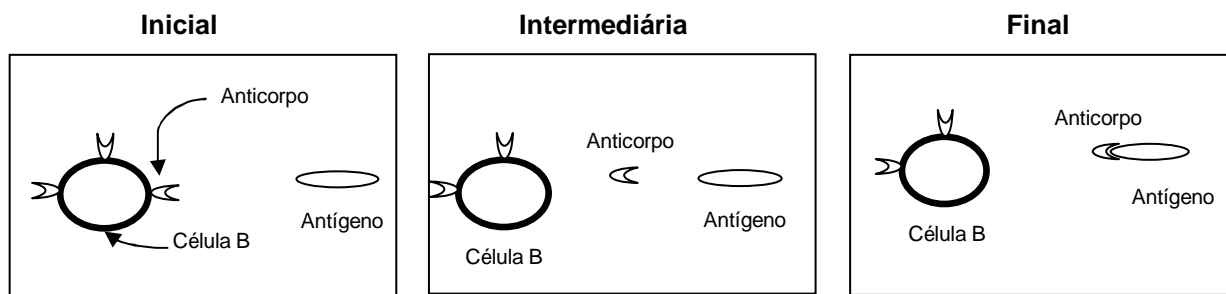 Inicial
Anticorpo
Antígeno
Célula B
Intermediária
Anticorpo
Antígeno
Célula B
Final
Anticorpo
Antígeno
Célula B